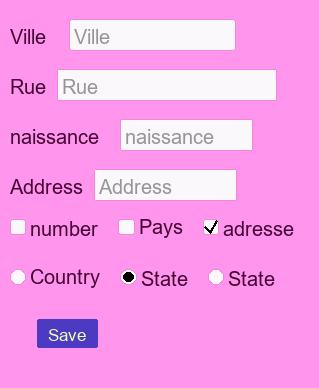 Ville Ville
Rue Rue
naissance naissance
Address Address
number Pays adresse
Country State State
Save